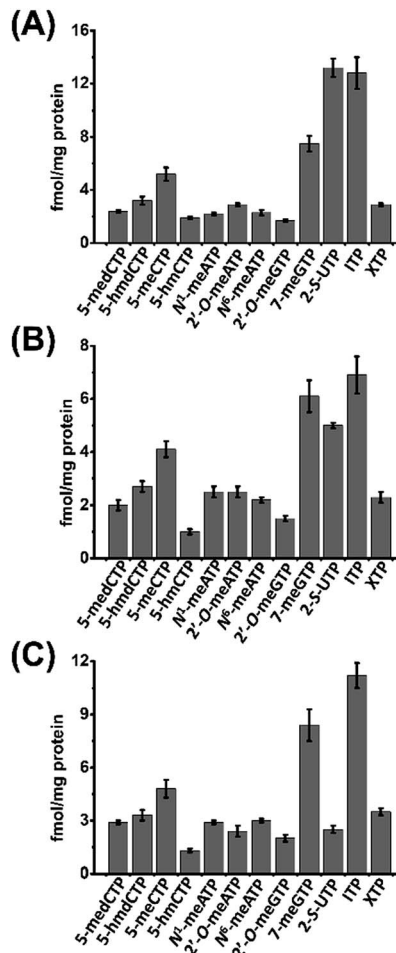 (A)
fmol/mg protein
16
12
8
4
0
5-medCTP
5-hmdCTP
5-meCTP
5-hmCTP
N¹-meATP
2'-O-meATP
N⁶-meATP
2'-O-meGTP
7-meGTP
2-S-UTP
ITP
XTP
(B)
fmol/mg protein
8
6
4
2
0
5-medCTP
5-hmdCTP
5-meCTP
5-hmCTP
N¹-meATP
2'-O-meATP
N⁶-meATP
2'-O-meGTP
7-meGTP
2-S-UTP
ITP
XTP
(C)
fmol/mg protein
12
9
6
3
0
5-medCTP
5-hmdCTP
5-meCTP
5-hmCTP
N¹-meATP
2'-O-meATP
N⁶-meATP
2'-O-meGTP
7-meGTP
2-S-UTP
ITP
XTP